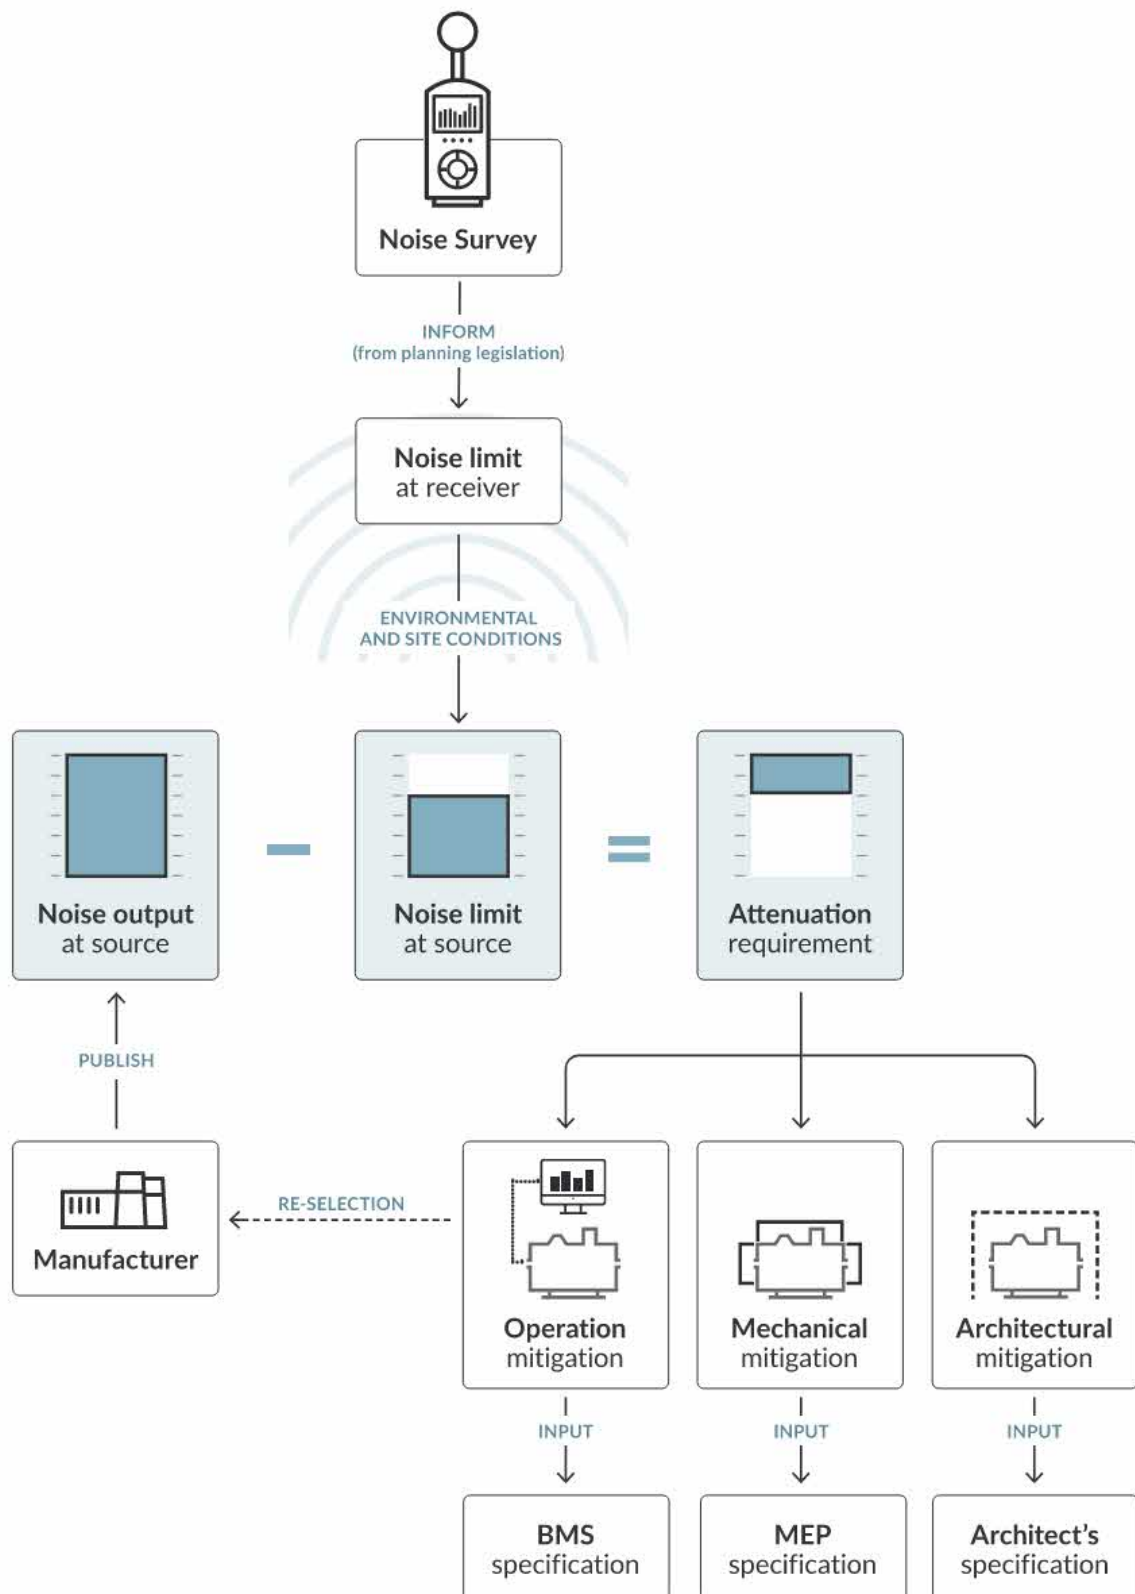 Noise Survey
INFORM
(from planning legislation)
Noise limit
at receiver
ENVIRONMENTAL
AND SITE CONDITIONS
Noise output
at source
Noise limit
at source
Attenuation
requirement
PUBLISH
Manufacturer
RE-SELECTION
Operation
mitigation
Mechanical
mitigation
Architectural
mitigation
INPUT
INPUT
INPUT
BMS
specification
MEP
specification
Architect's
specification